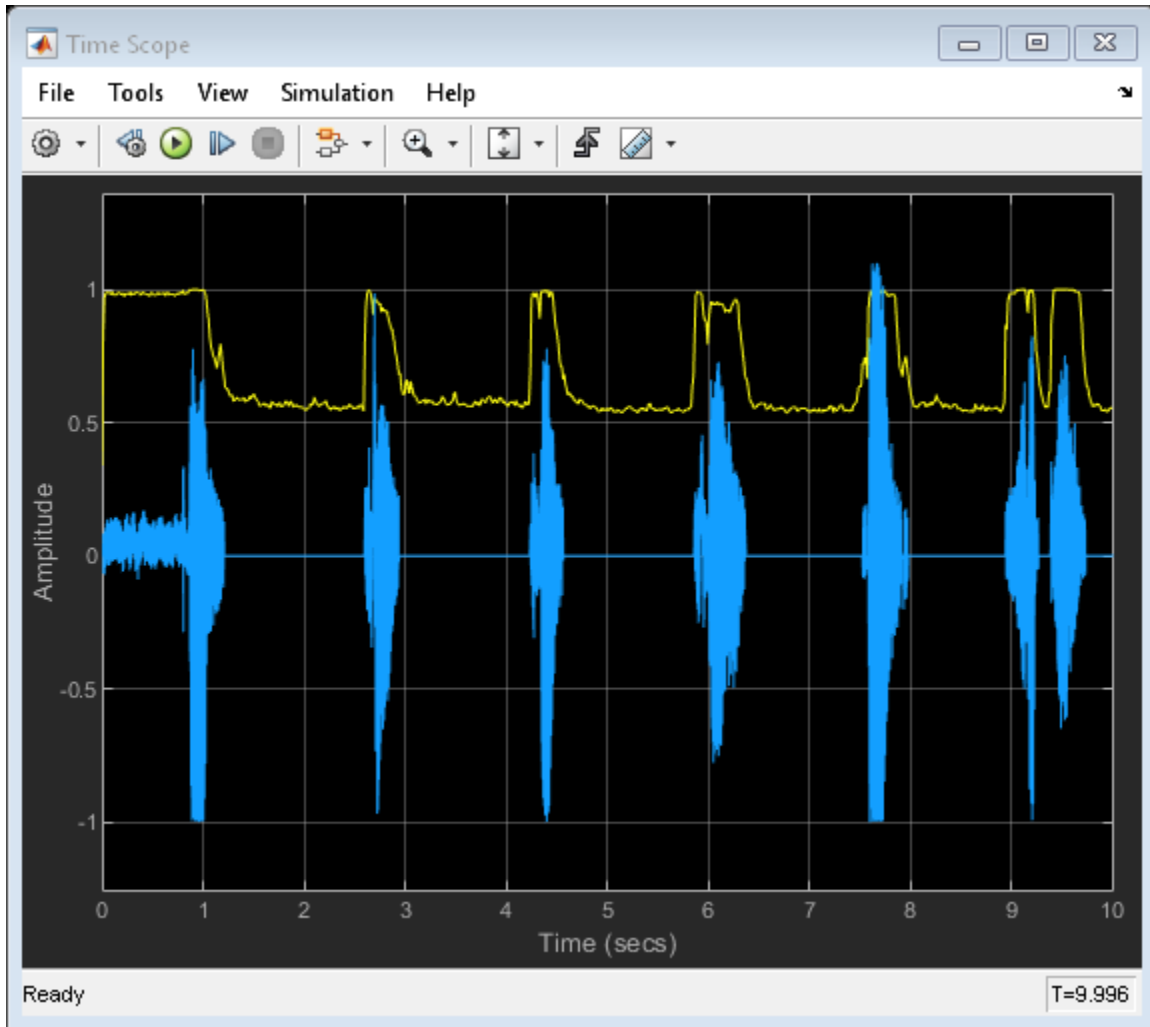 Time Scope
File Tools View Simulation Help
1
0.5
0
-0.5
-1
Amplitude
0 1 2 3 4 5 6 7 8 9 10
Time (secs)
Ready T=9.996